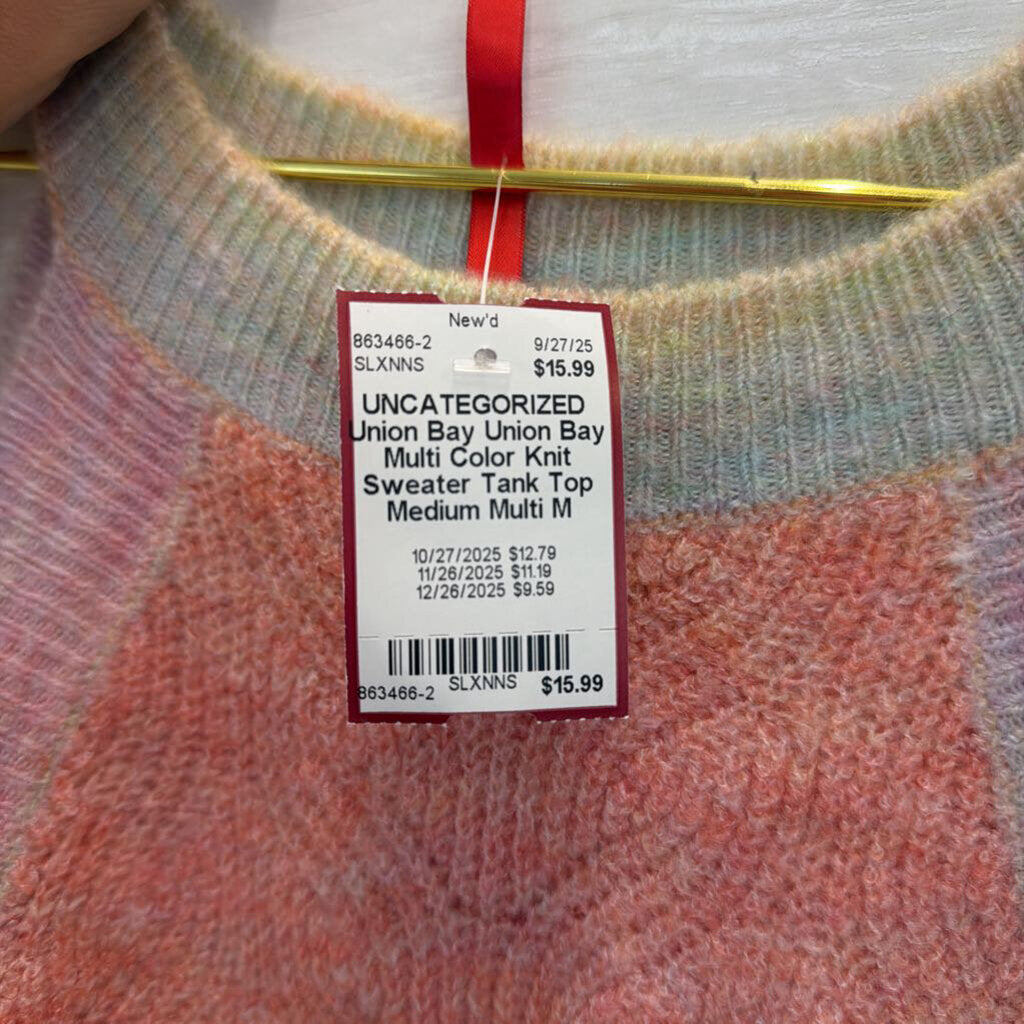 New'd
863466-2 9/27/25
SLXNNS $15.99
UNCATEGORIZED
Union Bay Union Bay
Multi Color Knit
Sweater Tank Top
Medium Multi M
10/27/2025 $12.79
11/26/2025 $11.19
12/26/2025 $9.59
863466-2 SLXNNS $15.99